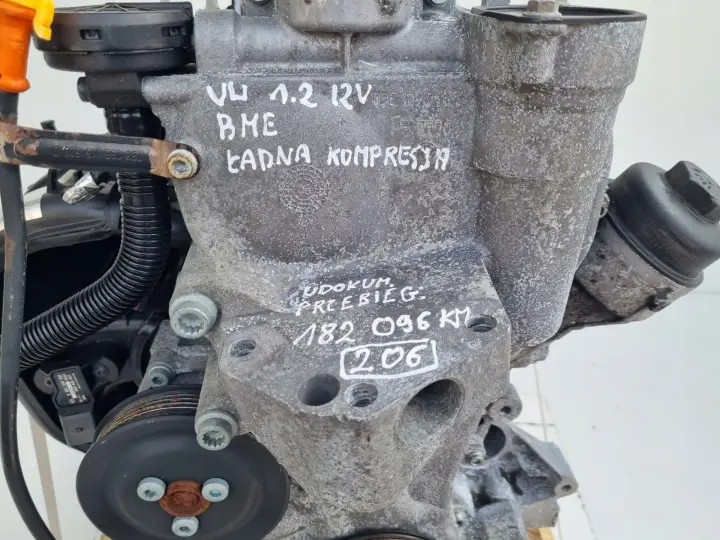 VW 1.2 12V
BME
ŁADNA KOMPRESJA
UDOKUM.
PRZEBIEG.
182 096 KM
206